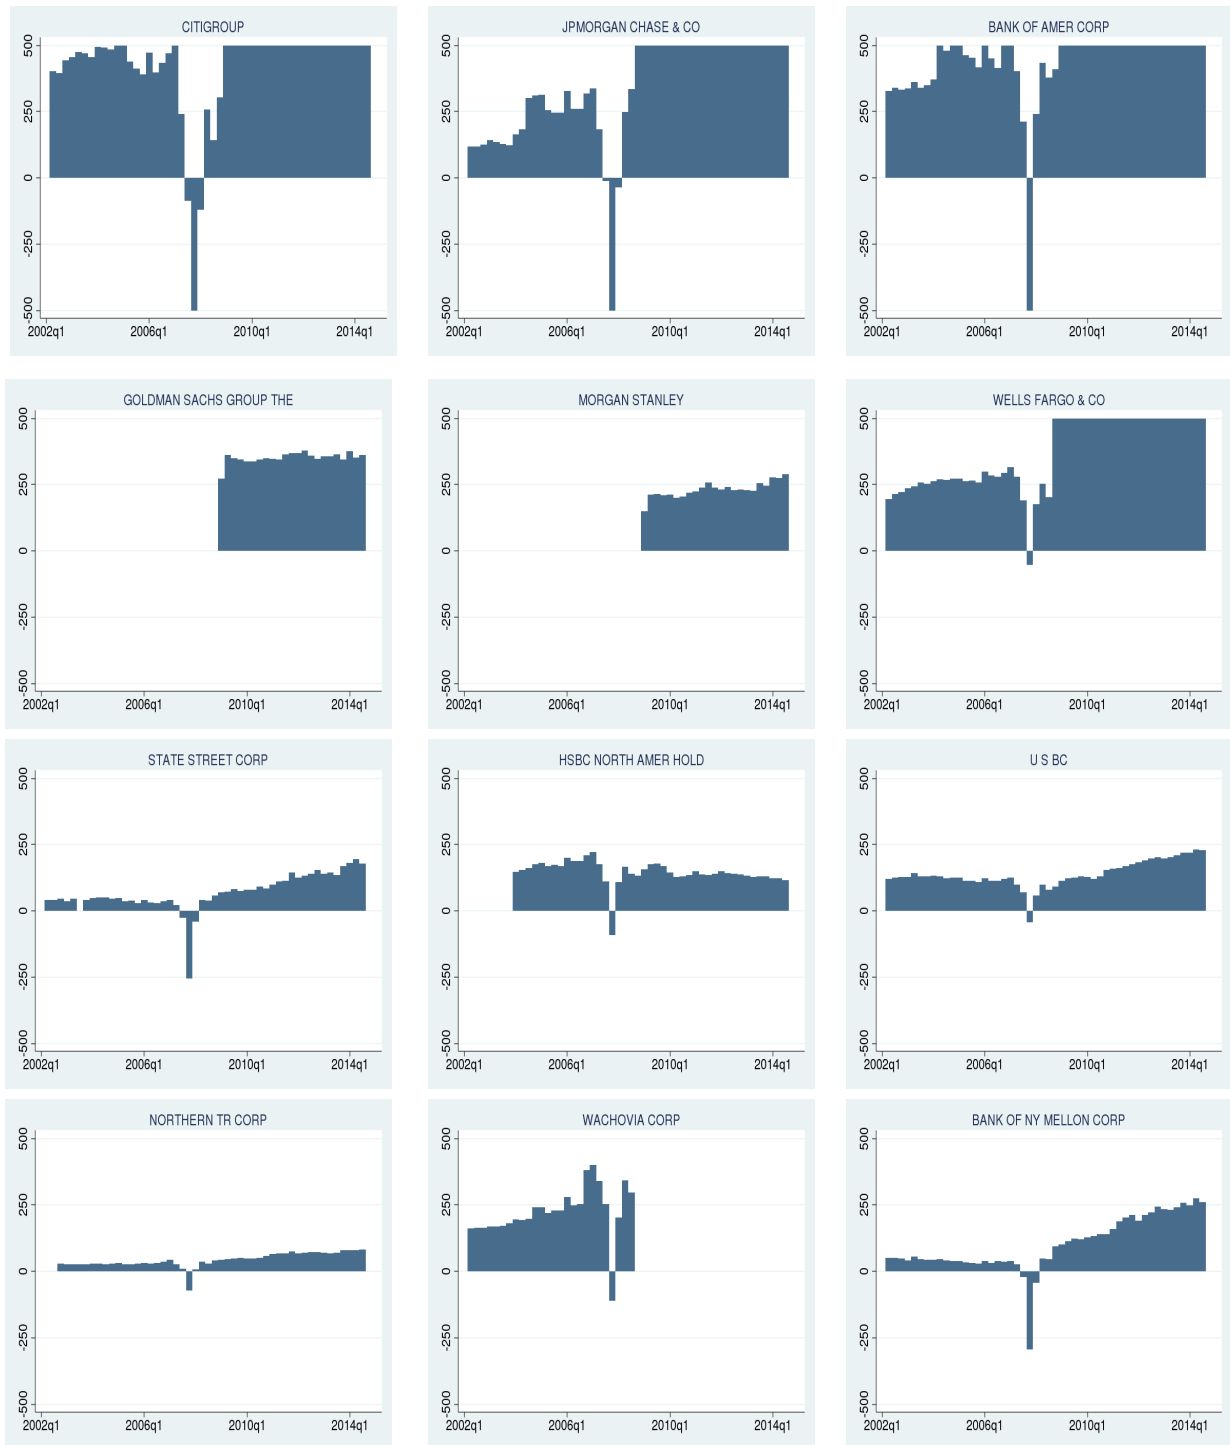 CITIGROUP
500
250
0
-250
-500
2002q1 2006q1 2010q1 2014q1
JPMORGAN CHASE & CO
500
250
0
-250
-500
2002q1 2006q1 2010q1 2014q1
BANK OF AMER CORP
500
250
0
-250
-500
2002q1 2006q1 2010q1 2014q1
GOLDMAN SACHS GROUP THE
500
250
0
-250
-500
2002q1 2006q1 2010q1 2014q1
MORGAN STANLEY
500
250
0
-250
-500
2002q1 2006q1 2010q1 2014q1
WELLS FARGO & CO
500
250
0
-250
-500
2002q1 2006q1 2010q1 2014q1
STATE STREET CORP
500
250
0
-250
-500
2002q1 2006q1 2010q1 2014q1
HSBC NORTH AMER HOLD
500
250
0
-250
-500
2002q1 2006q1 2010q1 2014q1
U S BC
500
250
0
-250
-500
2002q1 2006q1 2010q1 2014q1
NORTHERN TR CORP
500
250
0
-250
-500
2002q1 2006q1 2010q1 2014q1
WACHOVIA CORP
500
250
0
-250
-500
2002q1 2006q1 2010q1 2014q1
BANK OF NY MELLON CORP
500
250
0
-250
-500
2002q1 2006q1 2010q1 2014q1